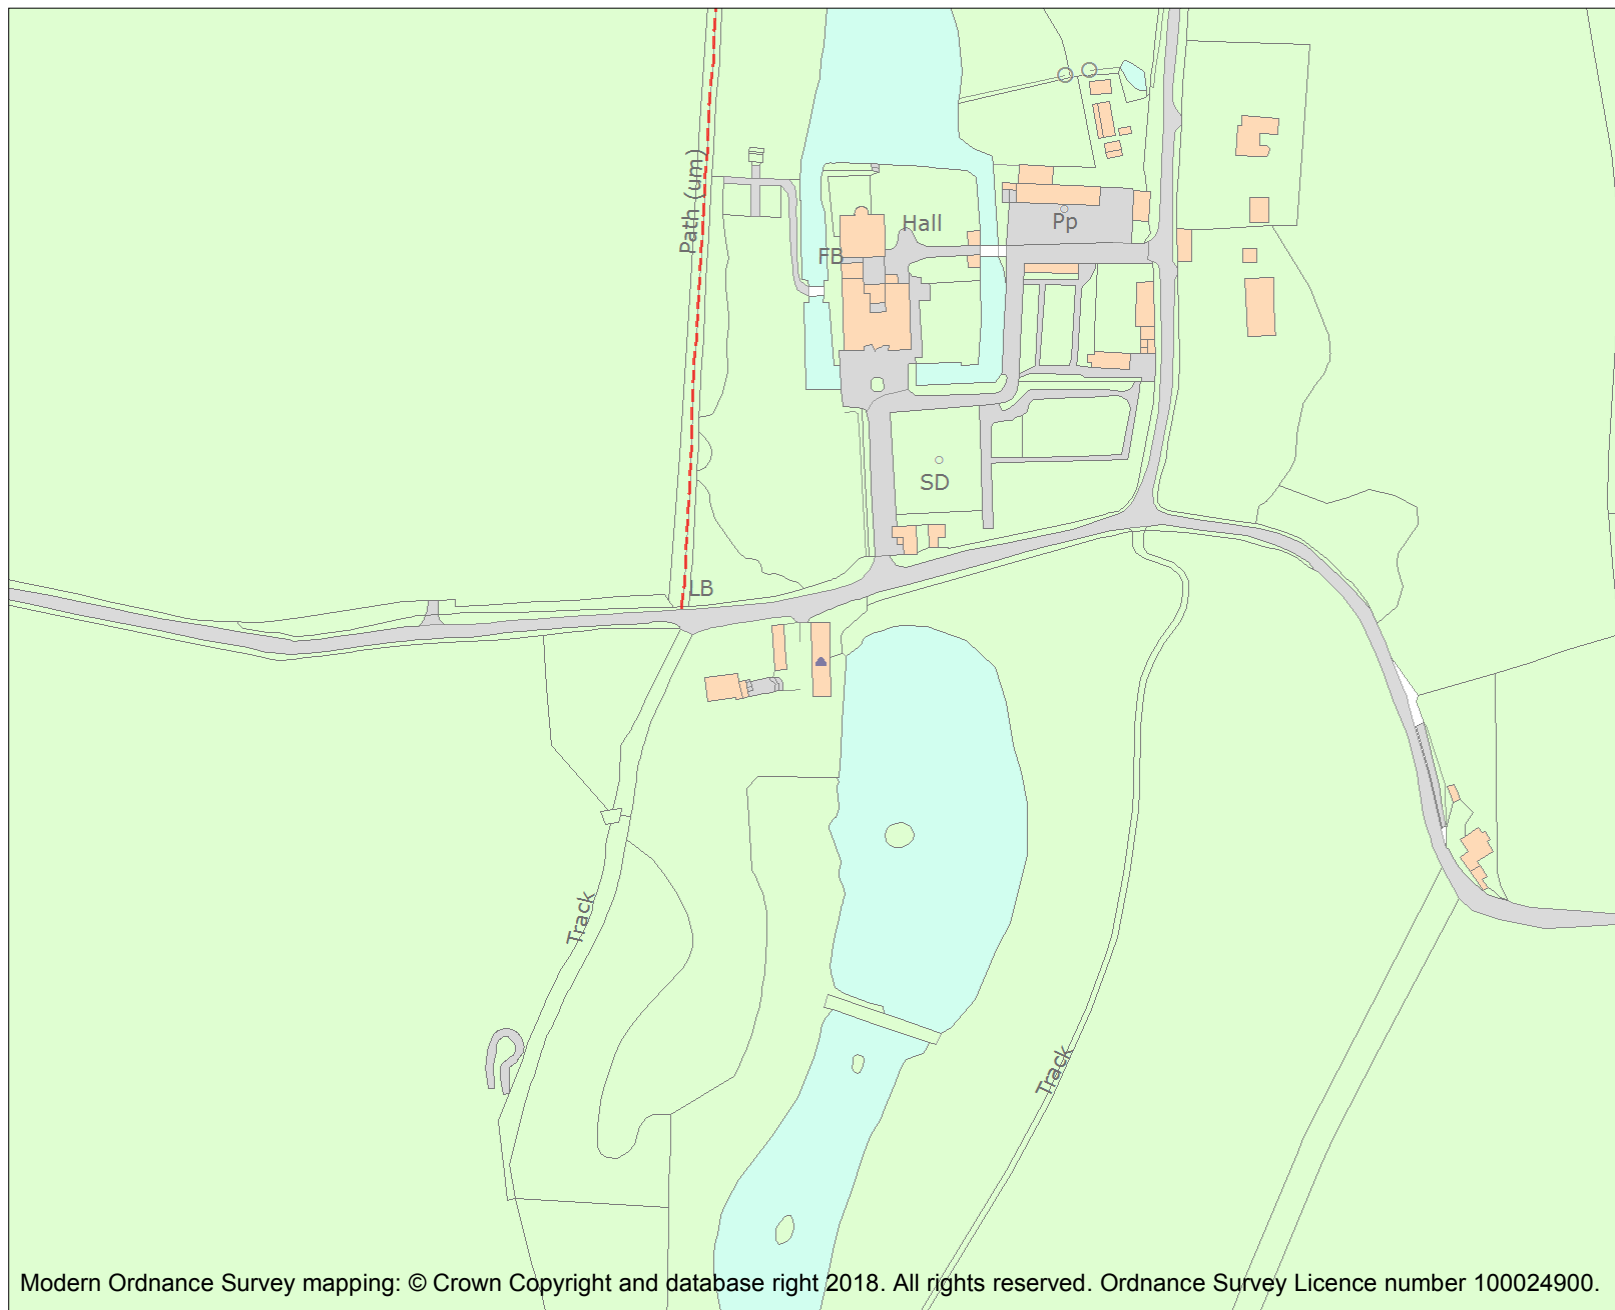 Path (um)
Hall
Pp
FB
SD
LB
Track
Track
Modern Ordnance Survey mapping: © Crown Copyright and database right 2018. All rights reserved. Ordnance Survey Licence number 100024900.